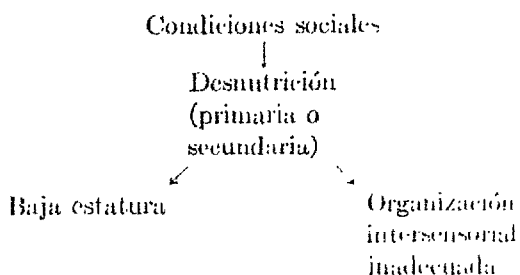 Condiciones sociales
Desnutrición
(primaria o
secundaria)
Baja estatura
Organización
intersensorial
inadecuada